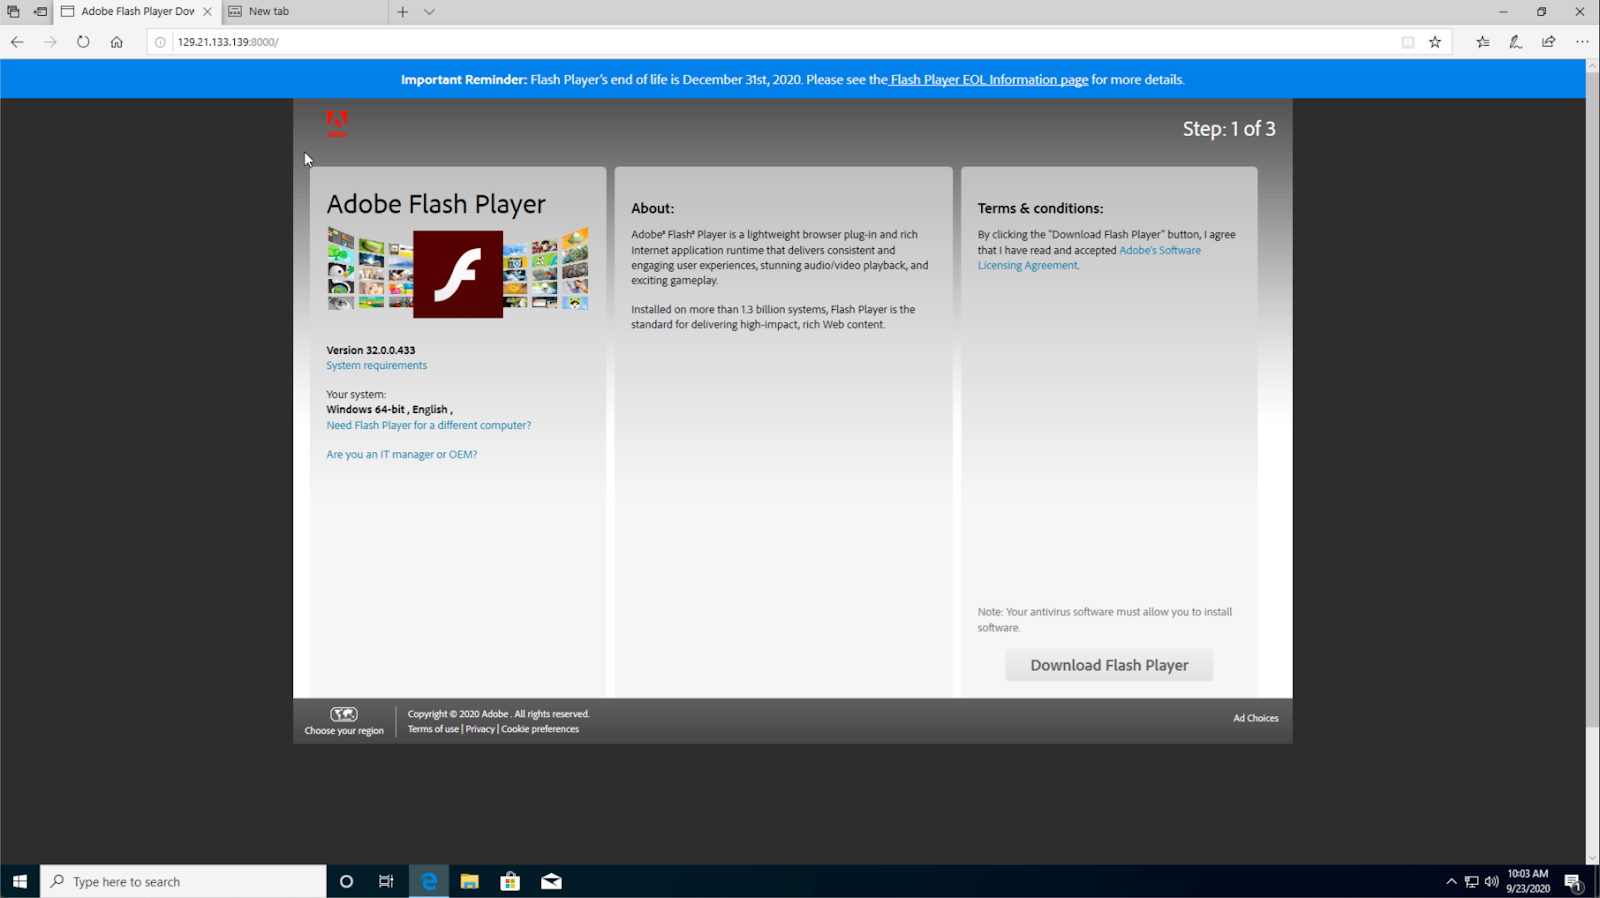 Adobe Flash Player Dov
New tab
129.21.133.139:8000/
Important Reminder: Flash Player's end of life is December 31st, 2020. Please see the Flash Player EOL Information page for more details.
Adobe
Step: 1 of 3
Adobe Flash Player
Version 32.0.0.433
System requirements
Your system:
Windows 64-bit , English ,
Need Flash Player for a different computer?
Are you an IT manager or OEM?
About:
Adobe® Flash® Player is a lightweight browser plug-in and rich
Internet application runtime that delivers consistent and
engaging user experiences, stunning audio/video playback, and
exciting gameplay.
Installed on more than 1.3 billion systems, Flash Player is the
standard for delivering high-impact, rich Web content.
Terms & conditions:
By clicking the "Download Flash Player" button, I agree
that I have read and accepted Adobe's Software
Licensing Agreement.
Note: Your antivirus software must allow you to install
software.
Download Flash Player
Choose your region
Copyright © 2020 Adobe . All rights reserved.
Terms of use | Privacy | Cookie preferences
Ad Choices
Type here to search
10:03 AM
9/23/2020
1